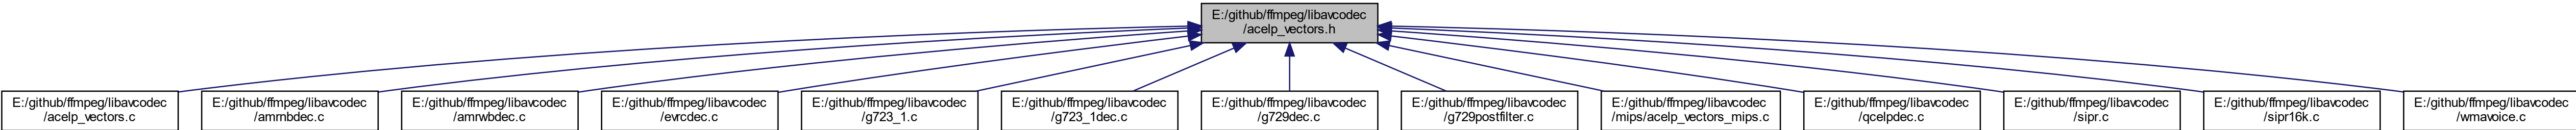 E:/github/ffmpeg/libavcodec
/acelp_vectors.h
E:/github/ffmpeg/libavcodec
/acelp_vectors.c
E:/github/ffmpeg/libavcodec
/amrnbdec.c
E:/github/ffmpeg/libavcodec
/amrwbdec.c
E:/github/ffmpeg/libavcodec
/evrcdec.c
E:/github/ffmpeg/libavcodec
/g723_1.c
E:/github/ffmpeg/libavcodec
/g723_1dec.c
E:/github/ffmpeg/libavcodec
/g729dec.c
E:/github/ffmpeg/libavcodec
/g729postfilter.c
E:/github/ffmpeg/libavcodec
/mips/acelp_vectors_mips.c
E:/github/ffmpeg/libavcodec
/qcelpdec.c
E:/github/ffmpeg/libavcodec
/sipr.c
E:/github/ffmpeg/libavcodec
/sipr16k.c
E:/github/ffmpeg/libavcodec
/wmavoice.c